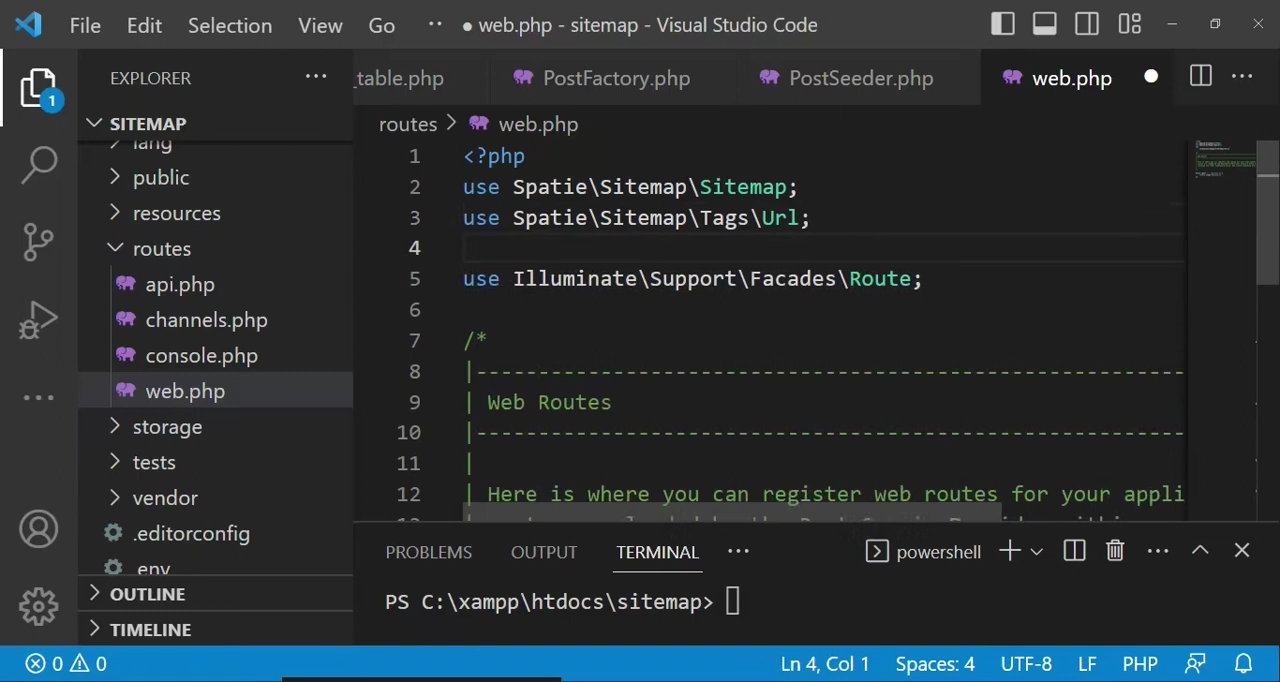 File Edit Selection View Go ·· ● web.php - sitemap - Visual Studio Code
EXPLORER ···
_table.php PostFactory.php PostSeeder.php web.php ● ···
1
SITEMAP
lang
public
resources
routes
api.php
channels.php
console.php
web.php
storage
tests
vendor
.editorconfig
.env
OUTLINE
TIMELINE
routes > web.php
1 <?php
2 use Spatie\Sitemap\Sitemap;
3 use Spatie\Sitemap\Tags\Url;
4
5 use Illuminate\Support\Facades\Route;
6
7 /*
8 |----------------------------------------------------------
9 | Web Routes
10 |----------------------------------------------------------
11 |
12 | Here is where you can register web routes for your appli
PROBLEMS OUTPUT TERMINAL ··· powershell ···
PS C:\xampp\htdocs\sitemap>
0 0 Ln 4, Col 1 Spaces: 4 UTF-8 LF PHP